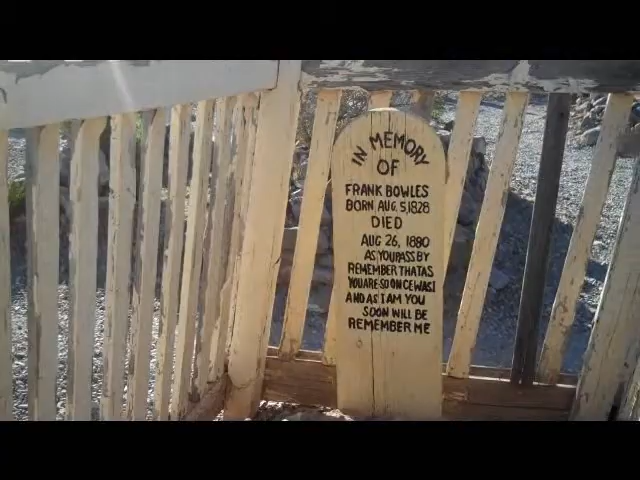 IN MEMORY
OF
FRANK BOWLES
BORN AUG. 5, 1828
DIED
AUG 26, 1880
AS YOU PASS BY
REMEMBER THAT AS
YOU ARE SO ONCE WAS I
AND AS I AM YOU
SOON WILL BE
REMEMBER ME